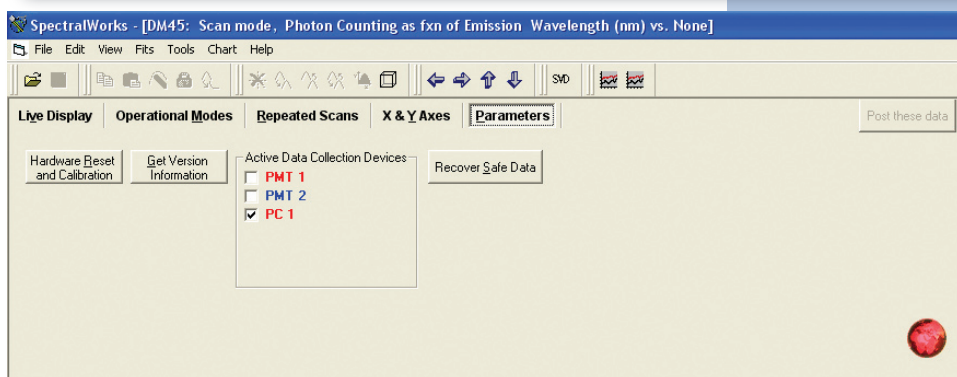 SpectralWorks - [DM45: Scan mode, Photon Counting as fxn of Emission Wavelength (nm) vs. None]
File Edit View Fits Tools Chart Help
SVD
Live Display Operational Modes Repeated Scans X & Y Axes Parameters Post these data
Hardware Reset and Calibration
Get Version Information
Active Data Collection Devices
PMT 1
PMT 2
PC 1
Recover Safe Data